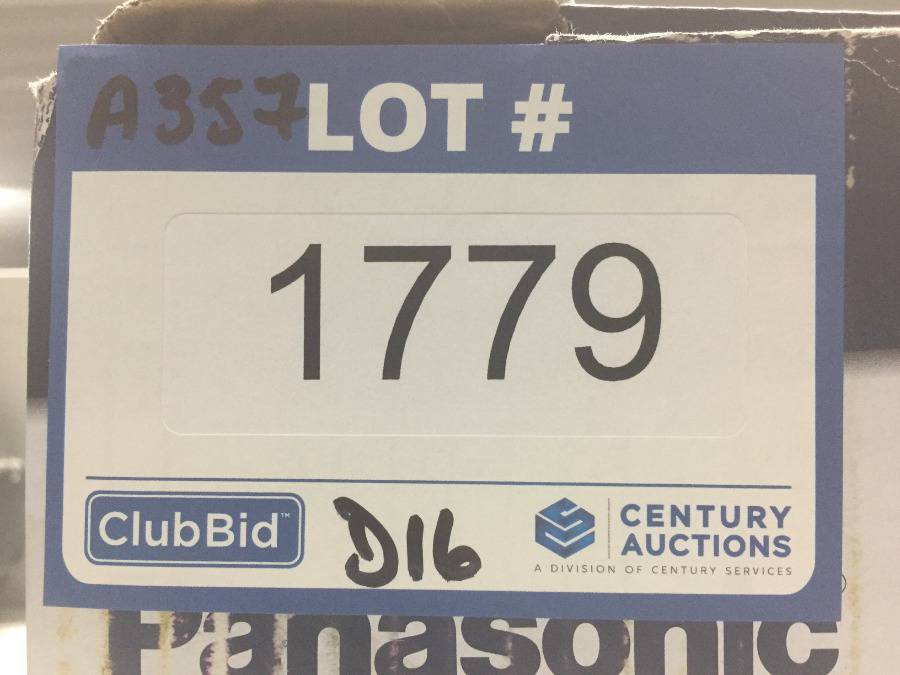 A357 LOT #
1779
ClubBid™ D16 CENTURY AUCTIONS
A DIVISION OF CENTURY SERVICES
Panasonic